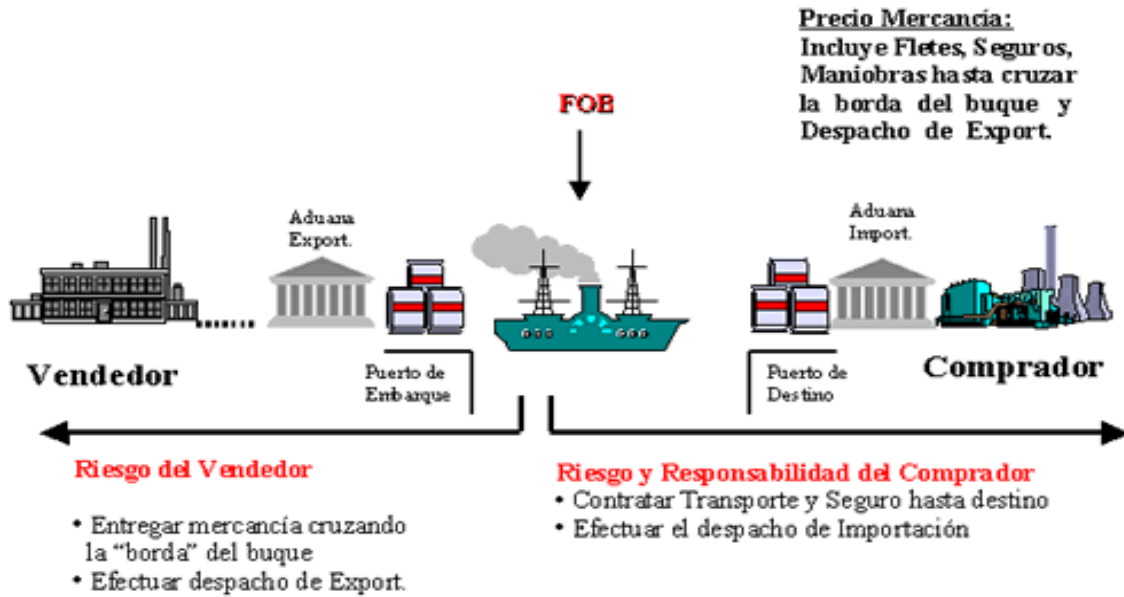 Precio Mercancía:
Incluye Fletes, Seguros,
Maniobras hasta cruzar
la borda del buque y
Despacho de Export.
FOB
Aduana
Export.
Aduana
Import.
Vendedor
Puerto de
Embarque
Puerto de
Destino
Comprador
Riesgo del Vendedor
• Entregar mercancía cruzando
la “borda” del buque
• Efectuar despacho de Export.
Riesgo y Responsabilidad del Comprador
• Contratar Transporte y Seguro hasta destino
• Efectuar el despacho de Importación